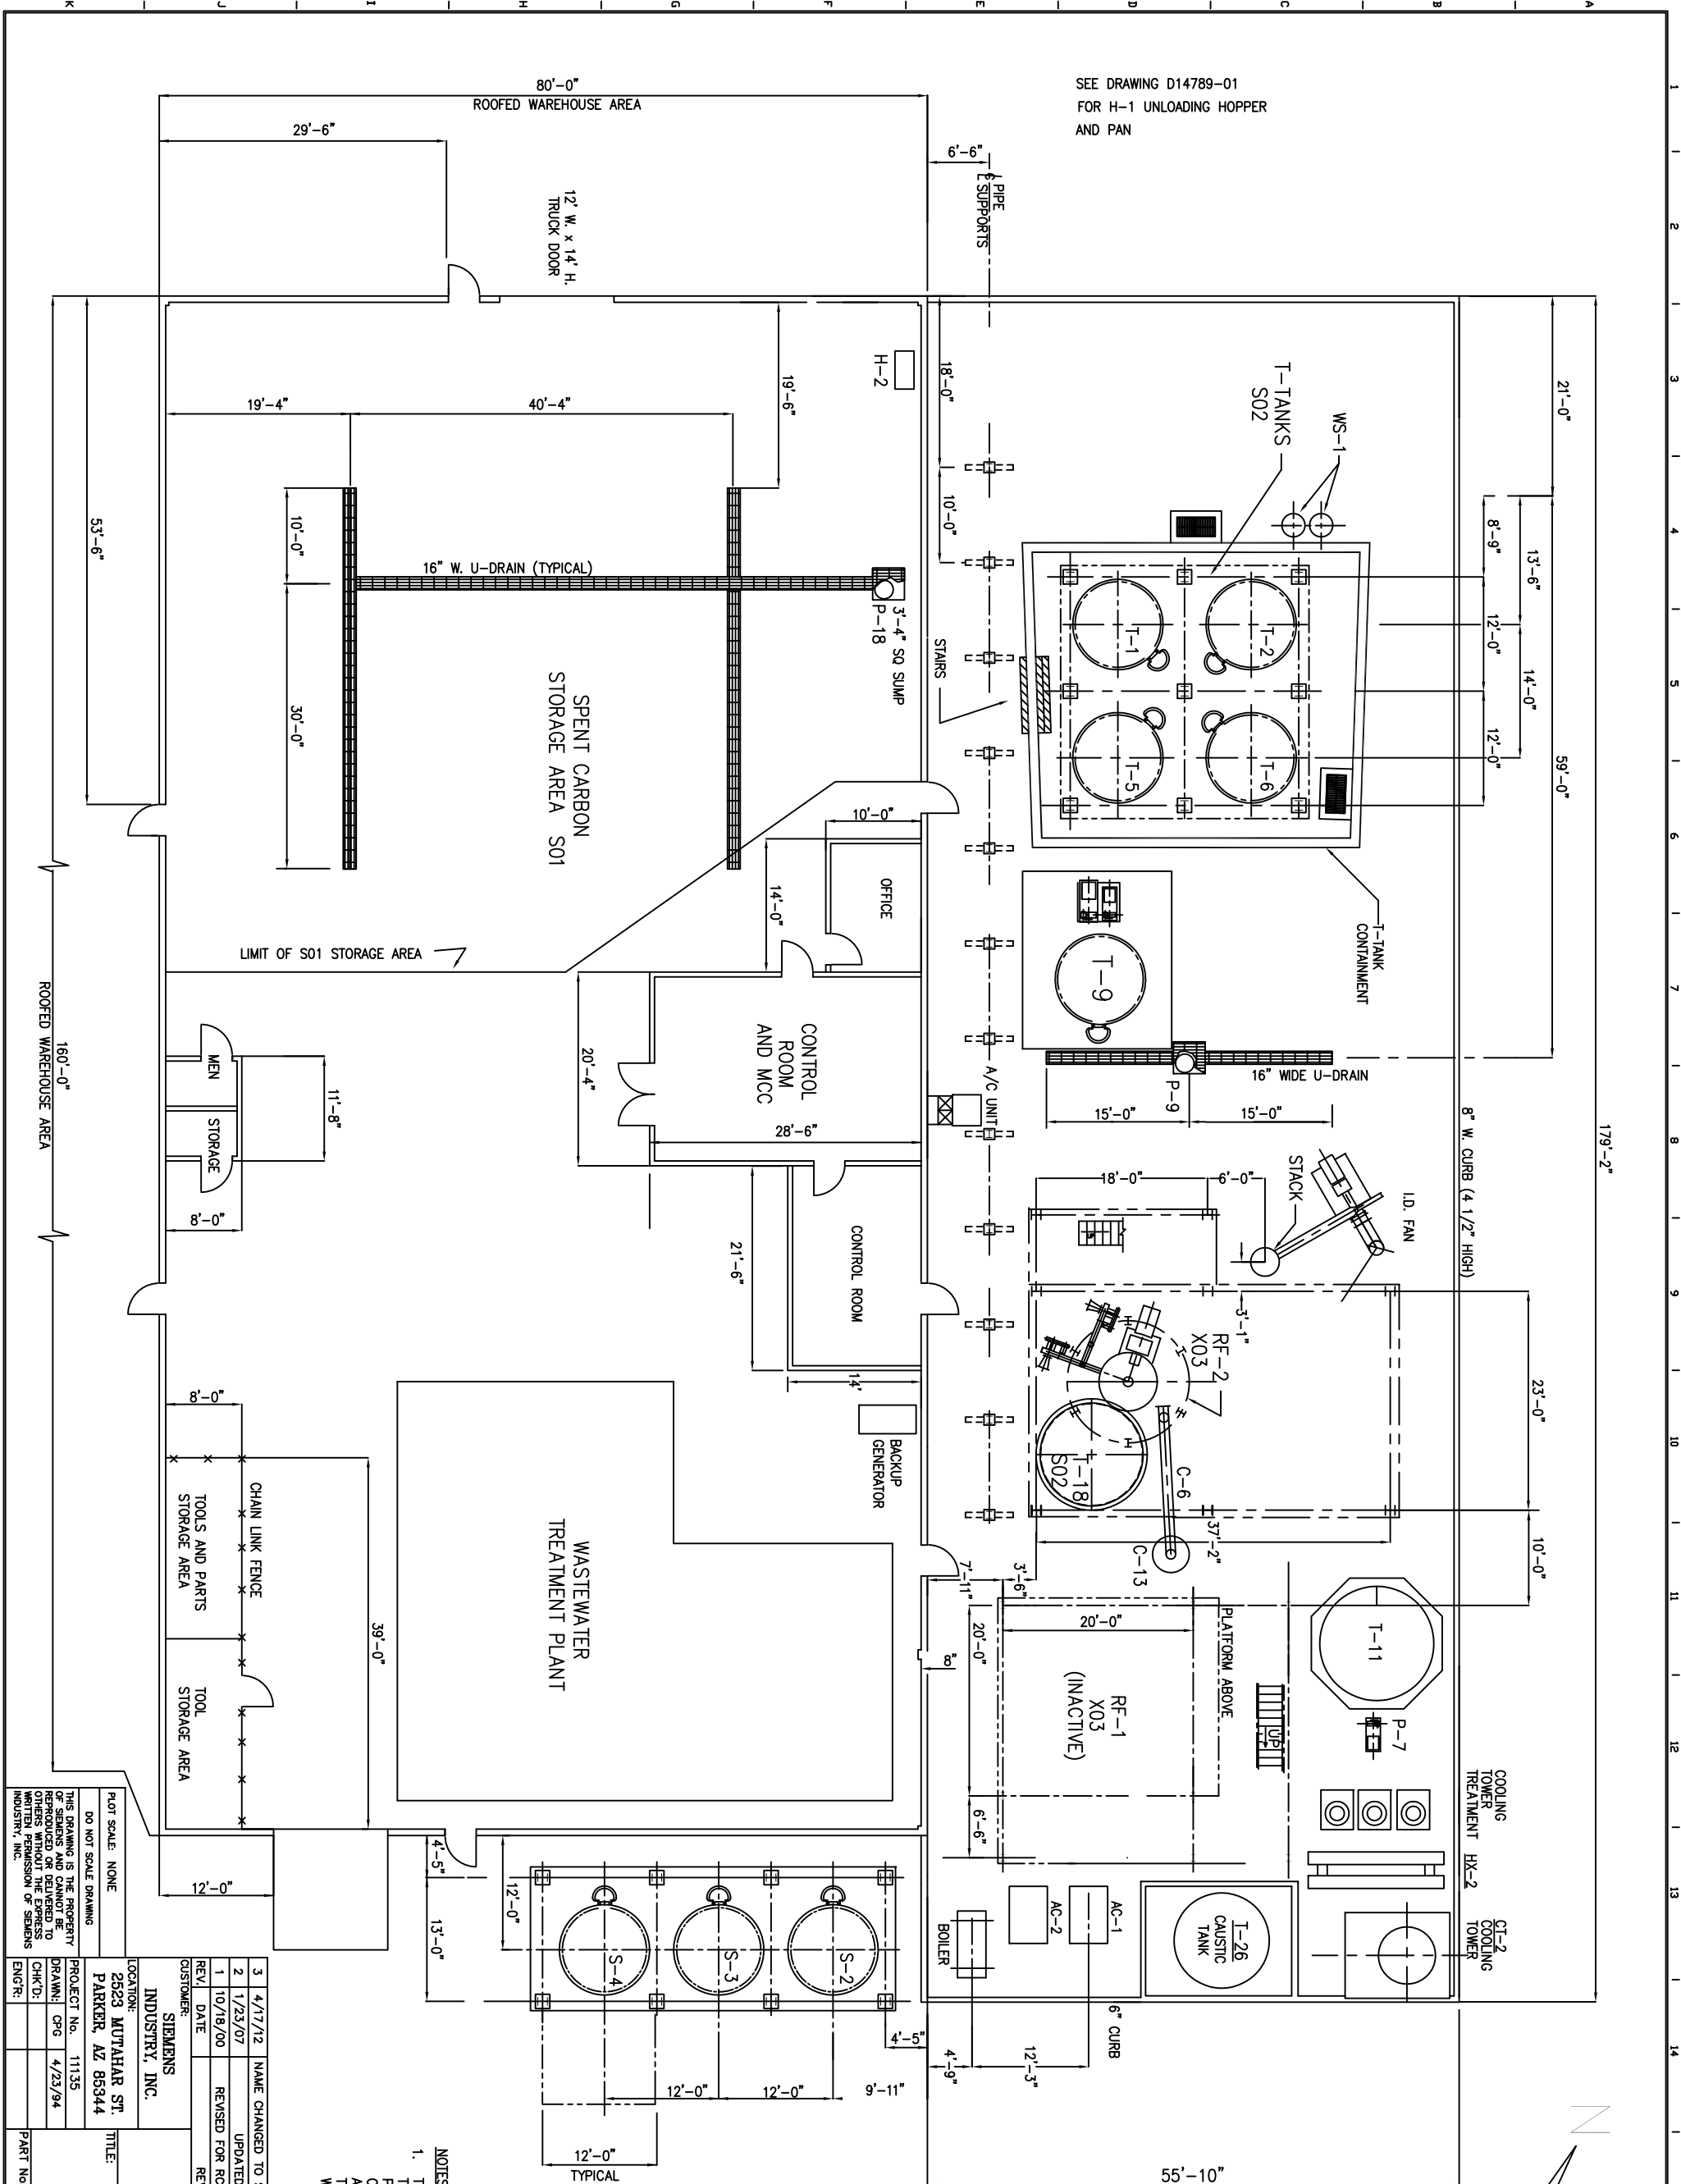 K
J
I
H
G
F
E
D
C
B
A
1
2
3
4
5
6
7
8
9
10
11
12
13
14
SEE DRAWING D14789-01
FOR H-1 UNLOADING HOPPER
AND PAN
80'-0"
ROOFED WAREHOUSE AREA
29'-6"
6'-6"
PIPE
SUPPORTS
12' W. x 14' H.
TRUCK DOOR
21'-0"
179'-2"
59'-0"
13'-6"
14'-0"
8'-9"
12'-0"
12'-0"
WS-1
T-TANKS
S02
H-2
19'-6"
18'-0"
10'-0"
19'-4"
40'-4"
10'-0"
30'-0"
16" W. U-DRAIN (TYPICAL)
3'-4" SQ SUMP
P-18
STAIRS
T-1
T-2
T-5
T-6
T-TANK
CONTAINMENT
SPENT CARBON
STORAGE AREA S01
53'-6"
160'-0"
ROOFED WAREHOUSE AREA
LIMIT OF S01 STORAGE AREA
10'-0"
OFFICE
14'-0"
CONTROL
ROOM
AND MCC
20'-4"
28'-6"
T-9
A/C UNIT
P-9
16" WIDE U-DRAIN
15'-0"
15'-0"
8" W. CURB (4 1/2" HIGH)
MEN
STORAGE
11'-8"
8'-0"
CONTROL ROOM
21'-6"
14'
18'-0"
6'-0"
STACK
I.D. FAN
3'-1"
RF-2
X03
23'-0"
T-18
S02
C-6
C-13
37'-2"
10'-0"
BACKUP
GENERATOR
8'-0"
CHAIN LINK FENCE
TOOLS AND PARTS
STORAGE AREA
39'-0"
TOOL
STORAGE AREA
WASTEWATER
TREATMENT PLANT
7'-11"
3'-6"
20'-0"
20'-0"
8"
PLATFORM ABOVE
RF-1
X03
(INACTIVE)
6'-6"
UP
T-11
P-7
COOLING
TOWER
TREATMENT
HX-2
CT-2
COOLING
TOWER
T-26
CAUSTIC
TANK
AC-1
AC-2
BOILER
6" CURB
12'-0"
4'-5"
13'-0"
12'-0"
S-4
S-3
S-2
4'-5"
4'-9"
12'-3"
12'-0"
12'-0"
9'-11"
12'-0"
TYPICAL
55'-10"
N
NOTES
1.
PLOT SCALE: NONE
DO NOT SCALE DRAWING
THIS DRAWING IS THE PROPERTY
OF SIEMENS AND CANNOT BE
REPRODUCED OR DELIVERED TO
OTHERS WITHOUT THE EXPRESS
WRITTEN PERMISSION OF SIEMENS
INDUSTRY, INC.
3 4/17/12 NAME CHANGED TO
2 1/23/07 UPDATED
1 10/18/00 REVISED FOR
REV. DATE
CUSTOMER:
SIEMENS
INDUSTRY, INC.
LOCATION:
2523 MUTAHAR ST.
PARKER, AZ 85344
TITLE:
PROJECT No. 11135
DRAWN: CPG 4/23/94
CHK'D:
ENG'R:
PART No